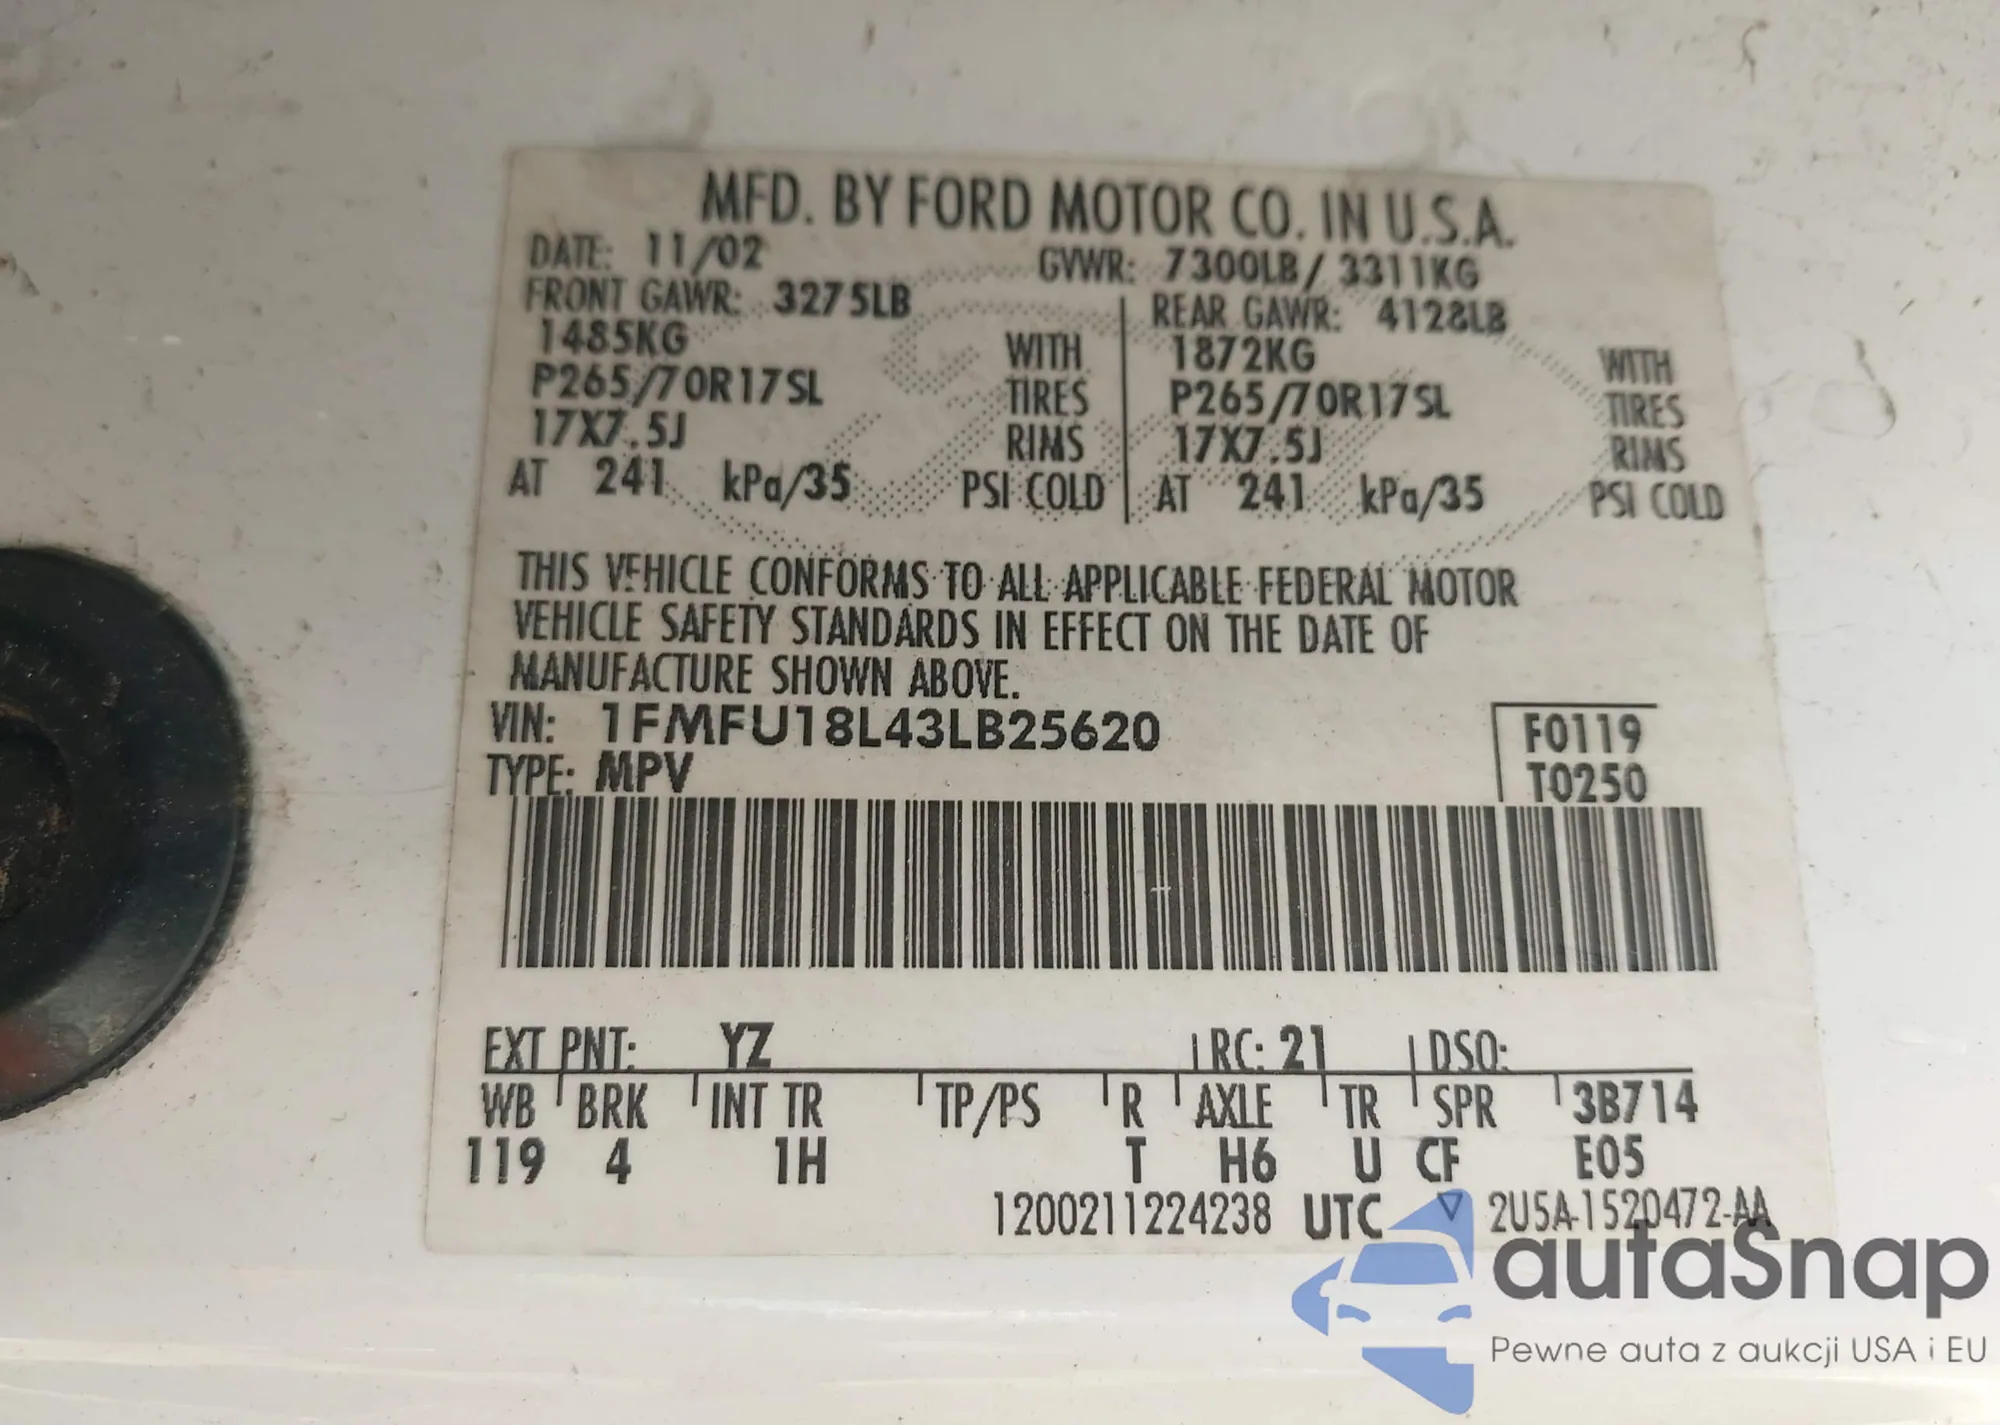 MFD. BY FORD MOTOR CO. IN U.S.A.
DATE: 11/02 GVWR: 7300LB/ 3311KG
FRONT GAWR: 3275LB REAR GAWR: 4128LB
1485KG WITH 1872KG WITH
P265/70R17SL TIRES P265/70R17SL TIRES
17X7.5J RIMS 17X7.5J RIMS
AT 241 kPa/35 PSI COLD AT 241 kPa/35 PSI COLD
THIS VEHICLE CONFORMS TO ALL APPLICABLE FEDERAL MOTOR
VEHICLE SAFETY STANDARDS IN EFFECT ON THE DATE OF
MANUFACTURE SHOWN ABOVE.
VIN: 1FMFU18L43LB25620 F0119
TYPE: MPV T0250
EXT PNT: YZ RC: 21 DSO:
WB BRK INT TR TP/PS R AXLE TR SPR 3B714
119 4 1H T H6 U CF E05
1200211224238 UTC ▽ 2U5A-1520472-AA
autaSnap
Pewne auta z aukcji USA i EU